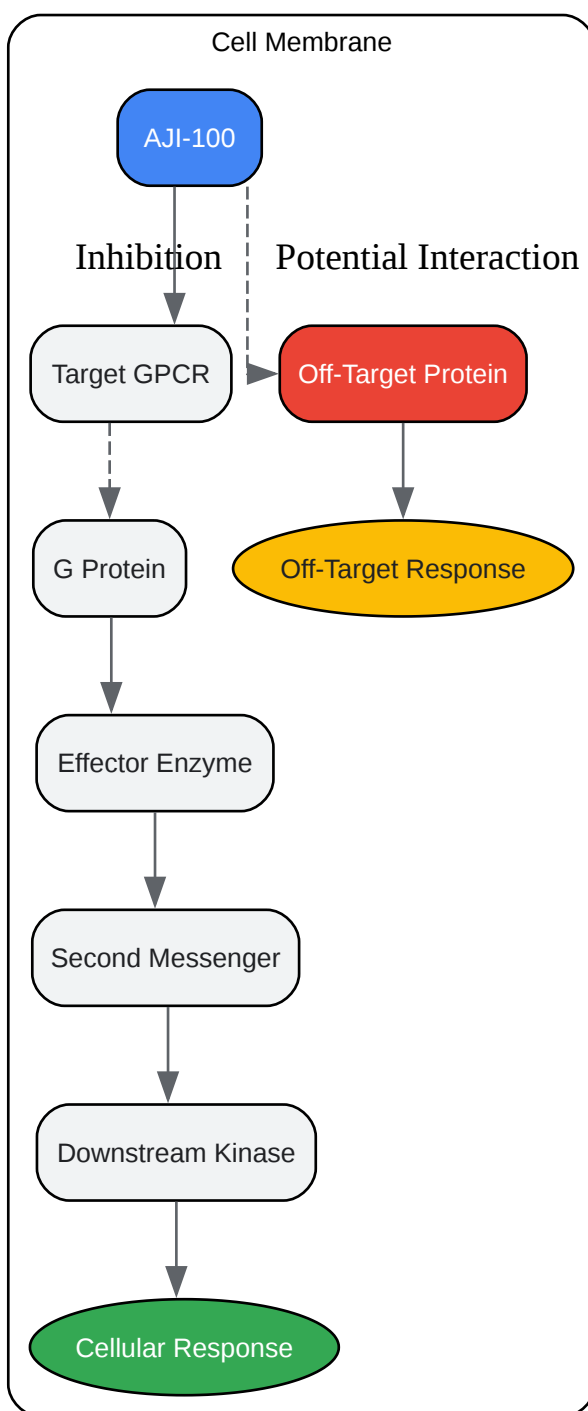 Cell Membrane
AJI-100
Inhibition
Potential Interaction
Target GPCR
Off-Target Protein
G Protein
Off-Target Response
Effector Enzyme
Second Messenger
Downstream Kinase
Cellular Response